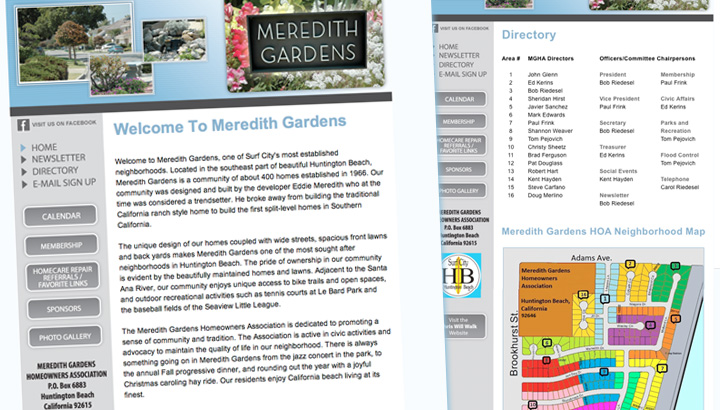 MEREDITH
GARDENS
VISIT US ON FACEBOOK
HOME
NEWSLETTER
DIRECTORY
E-MAIL SIGN UP
CALENDAR
MEMBERSHIP
HOMECARE REPAIR
REFERRALS /
FAVORITE LINKS
SPONSORS
PHOTO GALLERY
MEREDITH GARDENS
HOMEOWNERS ASSOCIATION
P.O. Box 6883
Huntington Beach
California 92615
Welcome To Meredith Gardens
Welcome to Meredith Gardens, one of Surf City's most established
neighborhoods. Located in the southeast part of beautiful Huntington Beach,
Meredith Gardens is a community of about 400 homes established in 1966. Our
community was designed and built by the developer Eddie Meredith who at the
time was considered a trendsetter. He broke away from building the traditional
California ranch style home to build the first split-level homes in Southern
California.
The unique design of our homes coupled with wide streets, spacious front lawns
and back yards makes Meredith Gardens one of the most sought after
neighborhoods in Huntington Beach. The pride of ownership in our community
is evident by the beautifully maintained homes and lawns. Adjacent to the Santa
Ana River, our community enjoys unique access to bike trails and open spaces,
and outdoor recreational activities such as tennis courts at Le Bard Park and
the baseball fields of the Seaview Little League.
The Meredith Gardens Homeowners Association is dedicated to promoting a
sense of community and tradition. The Association is active in civic activities and
advocacy to maintain the quality of life in our neighborhood. There is always
something going on in Meredith Gardens from the jazz concert in the park, to
the annual Fall progressive dinner, and rounding out the year with a joyful
Christmas caroling hay ride. Our residents enjoy California beach living at its
finest.
VISIT US ON FACEBOOK
HOME
NEWSLETTER
DIRECTORY
E-MAIL SIGN UP
CALENDAR
MEMBERSHIP
HOMECARE REPAIR
REFERRALS /
FAVORITE LINKS
SPONSORS
PHOTO GALLERY
MEREDITH GARDENS
HOMEOWNERS ASSOCIATION
P.O. Box 6883
Huntington Beach
California 92615
Surf City
HB
Huntington Beach
Visit the
Will Walk
Website
Directory
Area # MGHA Directors Officers/Committee Chairpersons
1 John Glenn President Membership
2 Ed Kerins Bob Riedesel Paul Frink
3 Bob Riedesel
4 Sheridan Hirst Vice President Civic Affairs
5 Javier Sanchez Paul Frink Ed Kerins
6 Mark Edwards
7 Paul Frink Secretary Parks and
8 Shannon Weaver Bob Riedesel Recreation
9 Tom Pejovich Tom Pejovich
10 Christy Sheetz Treasurer
11 Brad Ferguson Ed Kerins Flood Control
12 Pat Douglass Tom Pejovich
13 Robert Hart Social Events
14 Kent Hayden Kent Hayden Telephone
15 Steve Carfano Carol Riedesel
16 Doug Merlino Newsletter
Bob Riedesel
Meredith Gardens HOA Neighborhood Map
Adams Ave.
Meredith Gardens
Homeowners
Association
Huntington Beach,
California
92646
Brookhurst St.